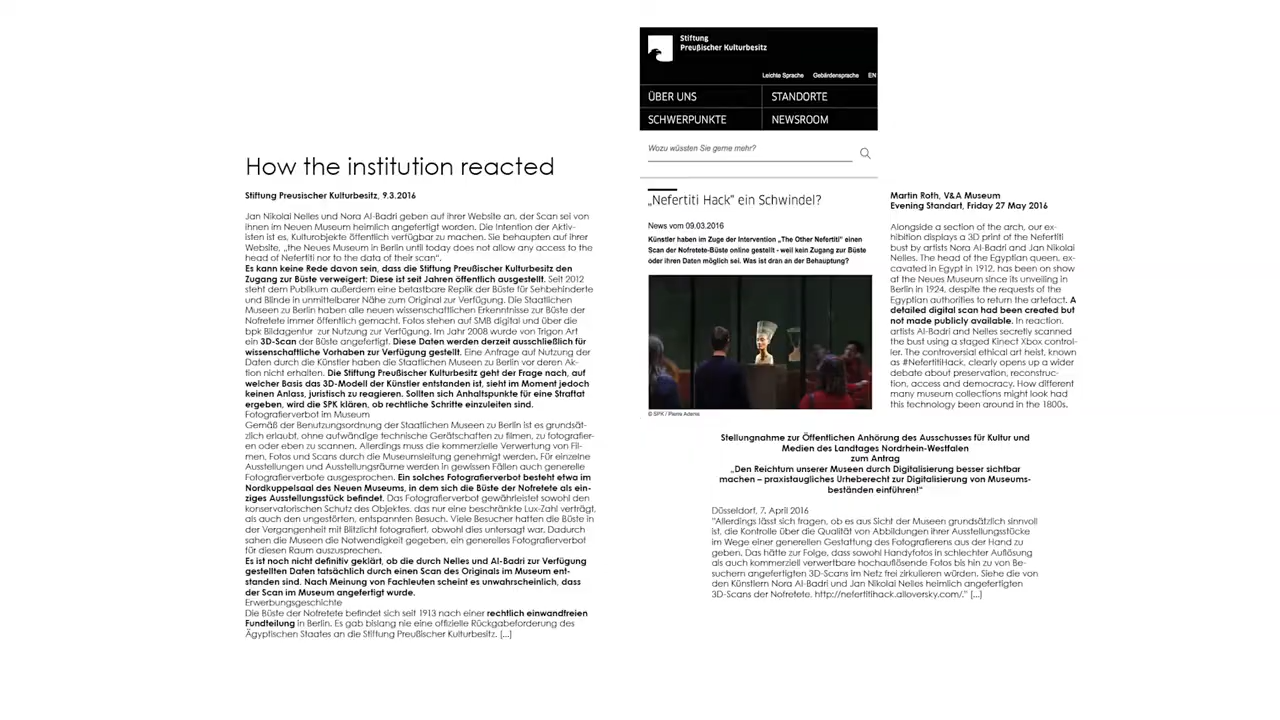 How the institution reacted
Stiftung Preusischer Kulturbesitz, 9.3.2016
Jan Nikolai Nelles und Nora Al-Badri geben auf ihrer Website an, der Scan sei von
ihnen im Neuen Museum heimlich angefertigt worden. Die Intention der Aktiv-
isten ist es, Kulturobjekte öffentlich verfügbar zu machen. Sie behaupten auf ihrer
Website, „the Neues Museum in Berlin until today does not allow any access to the
head of Nefertiti nor to the data of their scan“.
Es kann keine Rede davon sein, dass die Stiftung Preußischer Kulturbesitz den
Zugang zur Büste verweigert: Diese ist seit Jahren öffentlich ausgestellt. Seit 2012
steht dem Publikum außerdem eine betastbare Replik der Büste für Sehbehinderte
und Blinde in unmittelbarer Nähe zum Original zur Verfügung. Die Staatlichen
Museen zu Berlin haben alle neuen wissenschaftlichen Erkenntnisse zur Büste der
Nofretete immer öffentlich gemacht. Fotos stehen auf SMB digital und über die
bpk Bildagentur zur Nutzung zur Verfügung. Im Jahr 2008 wurde von Trigon Art
ein 3D-Scan der Büste angefertigt. Diese Daten werden derzeit ausschließlich für
wissenschaftliche Vorhaben zur Verfügung gestellt. Eine Anfrage auf Nutzung der
Daten durch die Künstler haben die Staatlichen Museen zu Berlin vor deren Ak-
tion nicht erhalten. Die Stiftung Preußischer Kulturbesitz geht der Frage nach, auf
welcher Basis das 3D-Modell der Künstler entstanden ist, sieht im Moment jedoch
keinen Anlass, juristisch zu reagieren. Sollten sich Anhaltspunkte für eine Straftat
ergeben, wird die SPK klären, ob rechtliche Schritte einzuleiten sind.
Fotografierverbot im Museum
Gemäß der Benutzungsordnung der Staatlichen Museen zu Berlin ist es grundsät-
zlich erlaubt, ohne aufwändige technische Gerätschaften zu filmen, zu fotografier-
en oder eben zu scannen. Allerdings muss die kommerzielle Verwertung von Fil-
men, Fotos und Scans durch die Museumsleitung genehmigt werden. Für einzelne
Ausstellungen und Ausstellungsräume werden in gewissen Fällen auch generelle
Fotografierverbote ausgesprochen. Ein solches Fotografierverbot besteht etwa im
Nordkuppelsaal des Neuen Museums, in dem sich die Büste der Nofretete als ein-
ziges Ausstellungsstück befindet. Das Fotografierverbot gewährleistet sowohl den
konservatorischen Schutz des Objektes, das nur eine beschränkte Lux-Zahl verträgt,
als auch den ungestörten, entspannten Besuch. Viele Besucher hatten die Büste in
der Vergangenheit mit Blitzlicht fotografiert, obwohl dies untersagt war. Dadurch
sahen die Museen die Notwendigkeit gegeben, ein generelles Fotografierverbot
für diesen Raum auszusprechen.
Es ist noch nicht definitiv geklärt, ob die durch Nelles und Al-Badri zur Verfügung
gestellten Daten tatsächlich durch einen Scan des Originals im Museum ent-
standen sind. Nach Meinung von Fachleuten scheint es unwahrscheinlich, dass
der Scan im Museum angefertigt wurde.
Erwerbungsgeschichte
Die Büste der Nofretete befindet sich seit 1913 nach einer rechtlich einwandfreien
Fundteilung in Berlin. Es gab bislang nie eine offizielle Rückgabeforderung des
Ägyptischen Staates an die Stiftung Preußischer Kulturbesitz. [...]
Stiftung
Preußischer Kulturbesitz
Leichte Sprache Gebärdensprache EN
ÜBER UNS STANDORTE
SCHWERPUNKTE NEWSROOM
Wozu wüssten Sie gerne mehr?
„Nefertiti Hack“ ein Schwindel?
News vom 09.03.2016
Künstler haben im Zuge der Intervention „The Other Nefertiti“ einen
Scan der Nofretete-Büste online gestellt - weil kein Zugang zur Büste
oder ihren Daten möglich sei. Was ist dran an der Behauptung?
© SPK / Pierre Adenis
Martin Roth, V&A Museum
Evening Standart, Friday 27 May 2016
Alongside a section of the arch, our ex-
hibition displays a 3D print of the Nefertiti
bust by artists Nora Al-Badri and Jan Nikolai
Nelles. The head of the Egyptian queen, ex-
cavated in Egypt in 1912, has been on show
at the Neues Museum since its unveiling in
Berlin in 1924, despite the requests of the
Egyptian authorities to return the artefact. A
detailed digital scan had been created but
not made publicly available. In reaction,
artists Al-Badri and Nelles secretly scanned
the bust using a staged Kinect Xbox control-
ler. The controversial ethical art heist, known
as #NefertitiHack, clearly opens up a wider
debate about preservation, reconstruc-
tion, access and democracy. How different
many museum collections might look had
this technology been around in the 1800s.
Stellungnahme zur Öffentlichen Anhörung des Ausschusses für Kultur und
Medien des Landtages Nordrhein-Westfalen
zum Antrag
„Den Reichtum unserer Museen durch Digitalisierung besser sichtbar
machen – praxistaugliches Urheberecht zur Digitalisierung von Museums-
beständen einführen!“
Düsseldorf, 7. April 2016
"Allerdings lässt sich fragen, ob es aus Sicht der Museen grundsätzlich sinnvoll
ist, die Kontrolle über die Qualität von Abbildungen ihrer Ausstellungsstücke
im Wege einer generellen Gestattung des Fotografierens aus der Hand zu
geben. Das hätte zur Folge, dass sowohl Handyfotos in schlechter Auflösung
als auch kommerziell verwertbare hochauflösende Fotos bis hin zu von Be-
suchern angefertigten 3D-Scans im Netz frei zirkulieren würden. Siehe die von
den Künstlern Nora Al-Badri und Jan Nikolai Nelles heimlich angefertigten
3D-Scans der Nofretete. http://nefertitihack.alloversky.com/." [...]